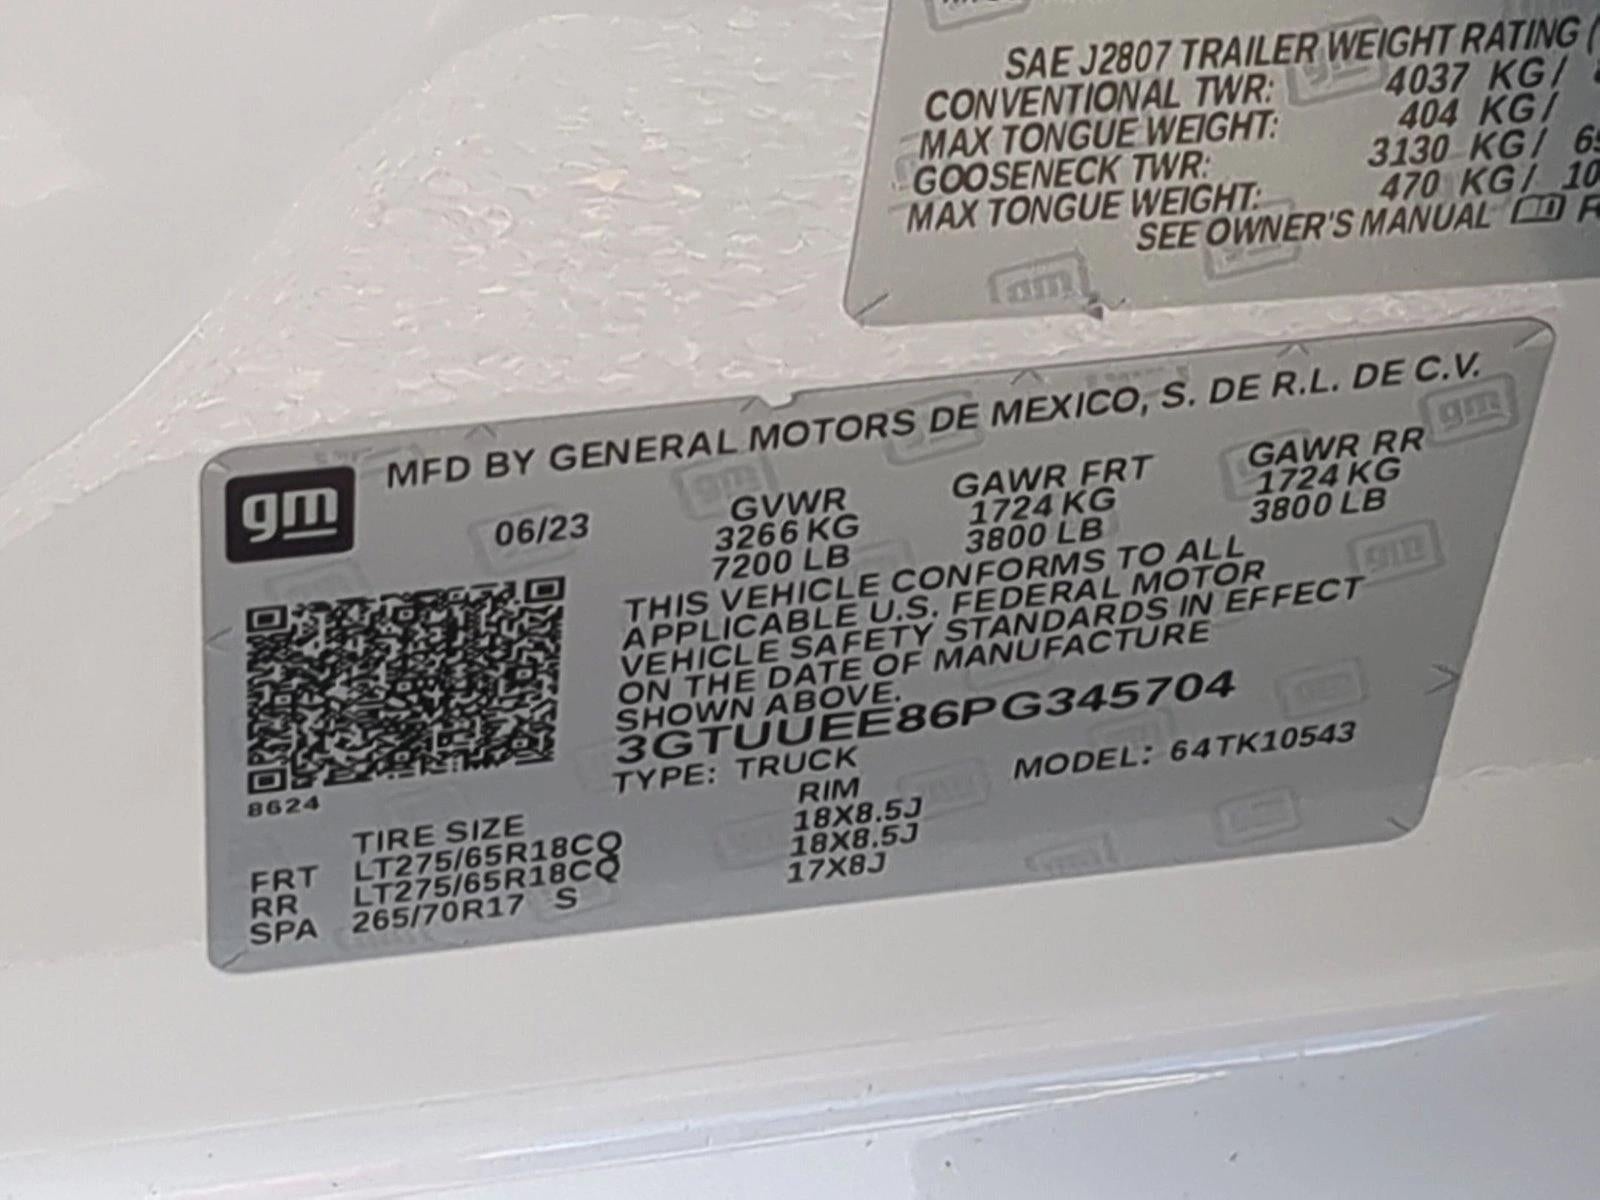 SAE J2807 TRAILER WEIGHT RATING (
CONVENTIONAL TWR: 4037 KG/
MAX TONGUE WEIGHT: 404 KG/
GOOSENECK TWR: 3130 KG/
MAX TONGUE WEIGHT: 470 KG/ 10
SEE OWNER'S MANUAL
gm
gm
MFD BY GENERAL MOTORS DE MEXICO, S. DE R.L. DE C.V.
06/23 GVWR GAWR FRT GAWR RR
3266 KG 1724 KG 1724 KG
7200 LB 3800 LB 3800 LB
THIS VEHICLE CONFORMS TO ALL
APPLICABLE U.S. FEDERAL MOTOR
VEHICLE SAFETY STANDARDS IN EFFECT
ON THE DATE OF MANUFACTURE
SHOWN ABOVE.
3GTUUEE86PG345704
TYPE: TRUCK MODEL: 64TK10543
8624
TIRE SIZE RIM
FRT LT275/65R18CQ 18X8.5J
RR LT275/65R18CQ 18X8.5J
SPA 265/70R17 S 17X8J